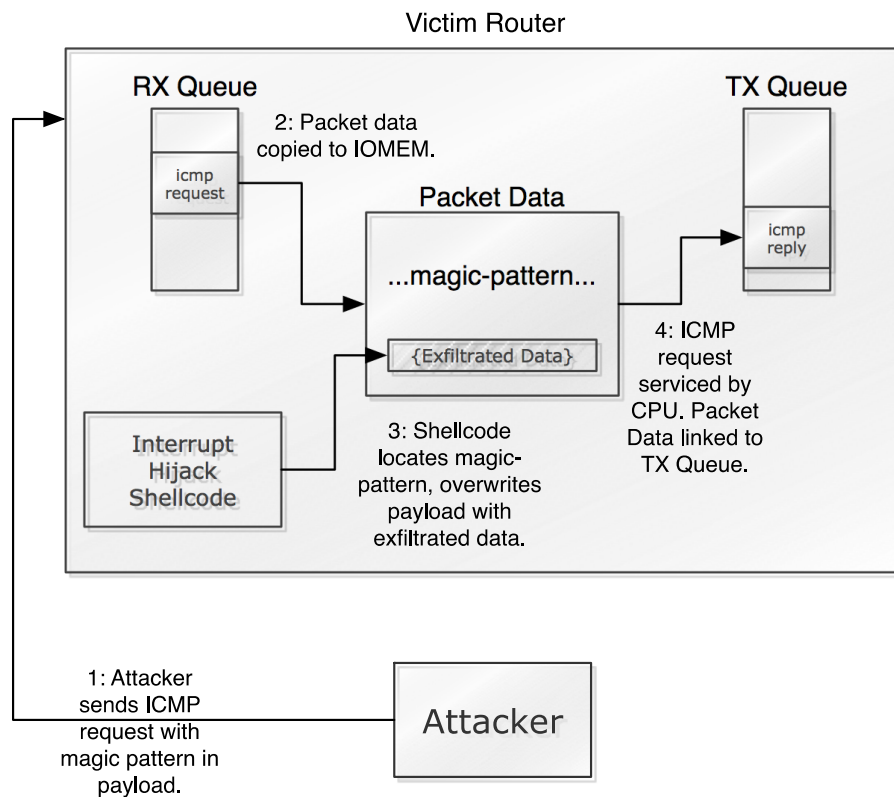 Victim Router
RX Queue
TX Queue
2: Packet data
copied to IOMEM.
icmp
request
Packet Data
...magic-pattern...
{Exfiltrated Data}
icmp
reply
4: ICMP
request
serviced by
CPU. Packet
Data linked to
TX Queue.
Interrupt
Hijack
Shellcode
3: Shellcode
locates magic-
pattern, overwrites
payload with
exfiltrated data.
1: Attacker
sends ICMP
request with
magic pattern in
payload.
Attacker